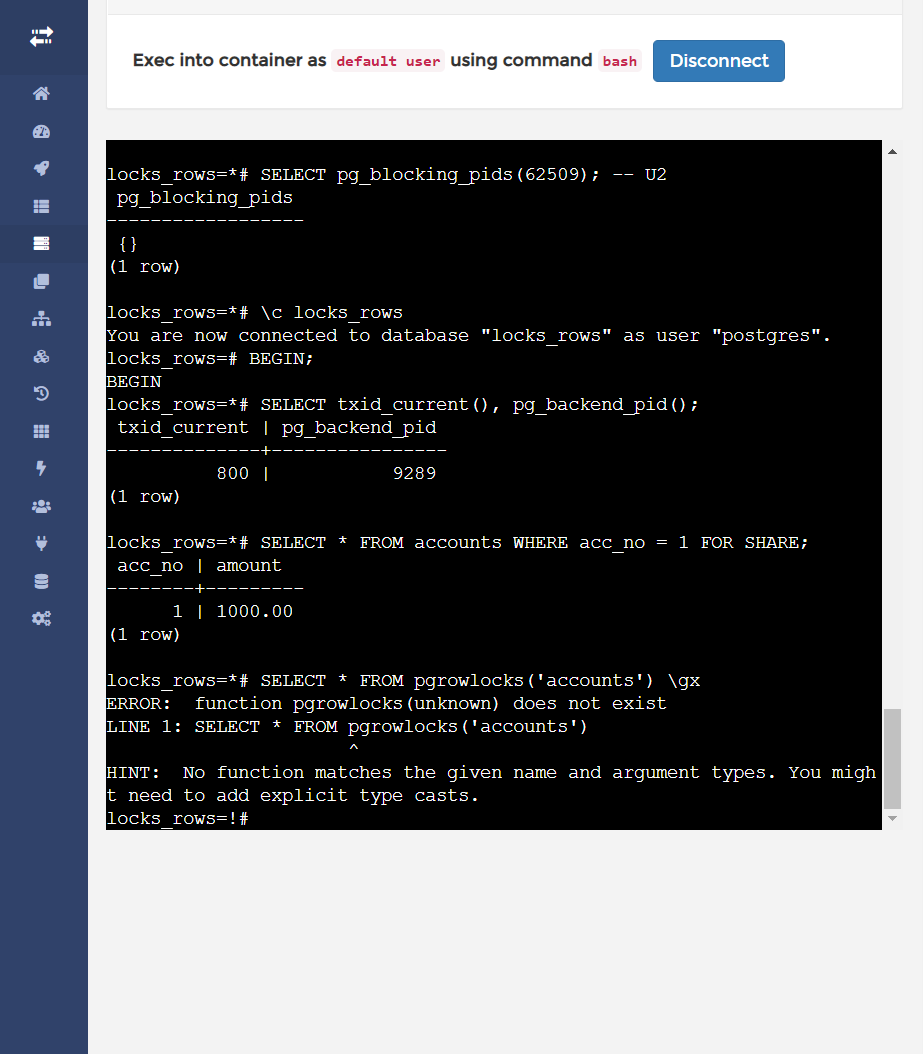 Exec into container as default user using command bash Disconnect
locks_rows=*# SELECT pg_blocking_pids(62509); -- U2
 pg_blocking_pids
------------------
 {}
(1 row)
locks_rows=*# \c locks_rows
You are now connected to database "locks_rows" as user "postgres".
locks_rows=# BEGIN;
BEGIN
locks_rows=*# SELECT txid_current(), pg_backend_pid();
 txid_current | pg_backend_pid
--------------+----------------
          800 |           9289
(1 row)
locks_rows=*# SELECT * FROM accounts WHERE acc_no = 1 FOR SHARE;
 acc_no | amount
--------+---------
      1 | 1000.00
(1 row)
locks_rows=*# SELECT * FROM pgrowlocks('accounts') \gx
ERROR:  function pgrowlocks(unknown) does not exist
LINE 1: SELECT * FROM pgrowlocks('accounts')
                      ^
HINT:  No function matches the given name and argument types. You migh
t need to add explicit type casts.
locks_rows=!#